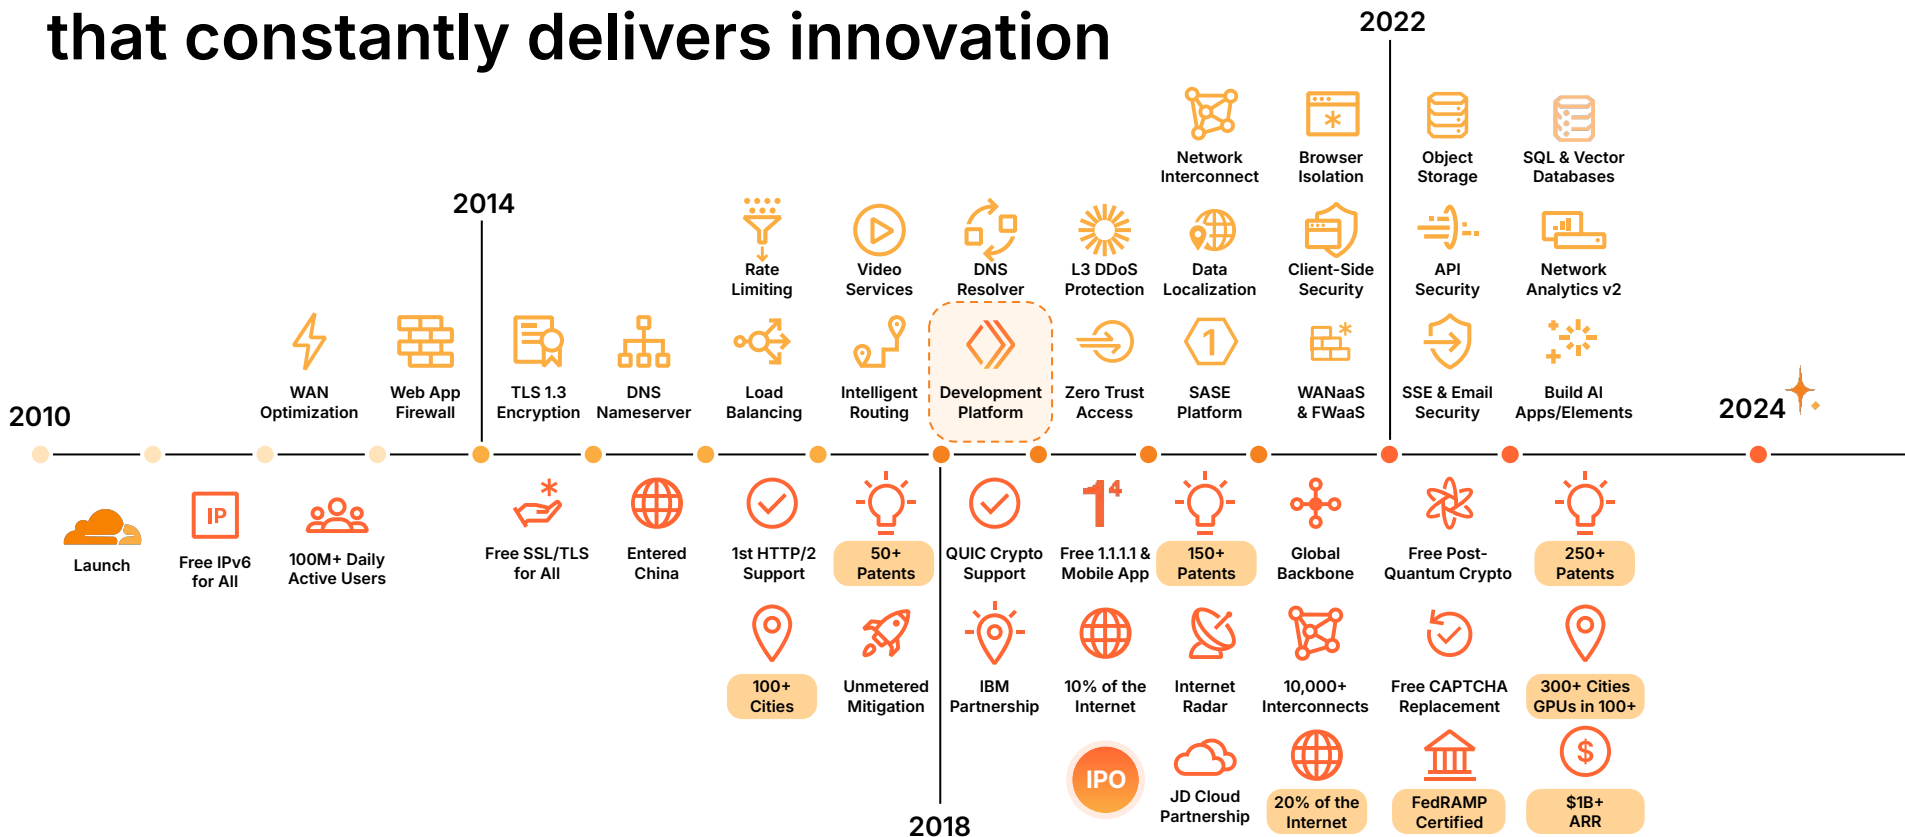 that constantly delivers innovation
2022
Network
Interconnect
Browser
Isolation
Object
Storage
SQL & Vector
Databases
2014
Rate
Limiting
Video
Services
DNS
Resolver
L3 DDoS
Protection
Data
Localization
Client-Side
Security
API
Security
Network
Analytics v2
1
WAN
Optimization
Web App
Firewall
TLS 1.3
Encryption
DNS
Nameserver
Load
Balancing
Intelligent
Routing
Development
Platform
Zero Trust
Access
SASE
Platform
WANaaS
& FWaaS
SSE & Email
Security
Build AI
Apps/Elements
2010
2024
Launch
IP
Free IPv6
for All
100M+ Daily
Active Users
Free SSL/TLS
for All
Entered
China
1st HTTP/2
Support
50+
Patents
QUIC Crypto
Support
1⁴
Free 1.1.1.1 &
Mobile App
150+
Patents
Global
Backbone
Free Post-
Quantum Crypto
250+
Patents
100+
Cities
Unmetered
Mitigation
IBM
Partnership
10% of the
Internet
Internet
Radar
10,000+
Interconnects
Free CAPTCHA
Replacement
300+ Cities
GPUs in 100+
IPO
JD Cloud
Partnership
20% of the
Internet
FedRAMP
Certified
$
$1B+
ARR
2018